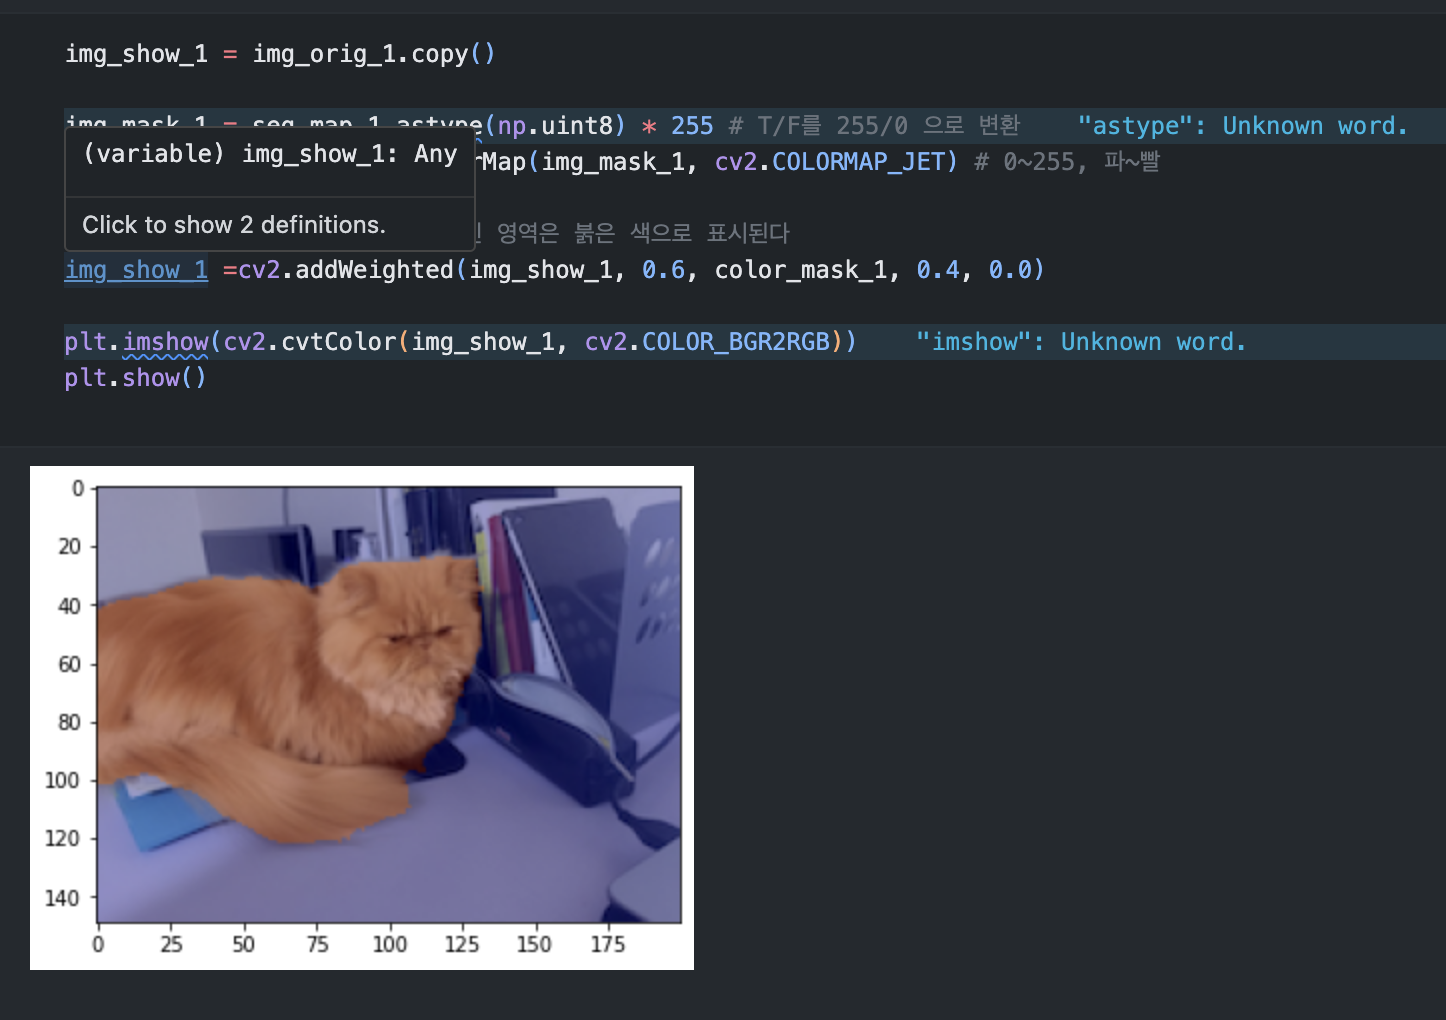 img_show_1 = img_orig_1.copy()
img_mask_1 = seg_map_1.astype(np.uint8) * 255 # T/F를 255/0 으로 변환 "astype": Unknown word.
(variable) img_show_1: Any
rMap(img_mask_1, cv2.COLORMAP_JET) # 0~255, 파~빨
Click to show 2 definitions.
영역은 붉은 색으로 표시된다
img_show_1 =cv2.addWeighted(img_show_1, 0.6, color_mask_1, 0.4, 0.0)
plt.imshow(cv2.cvtColor(img_show_1, cv2.COLOR_BGR2RGB)) "imshow": Unknown word.
plt.show()
0
20
40
60
80
100
120
140
0 25 50 75 100 125 150 175